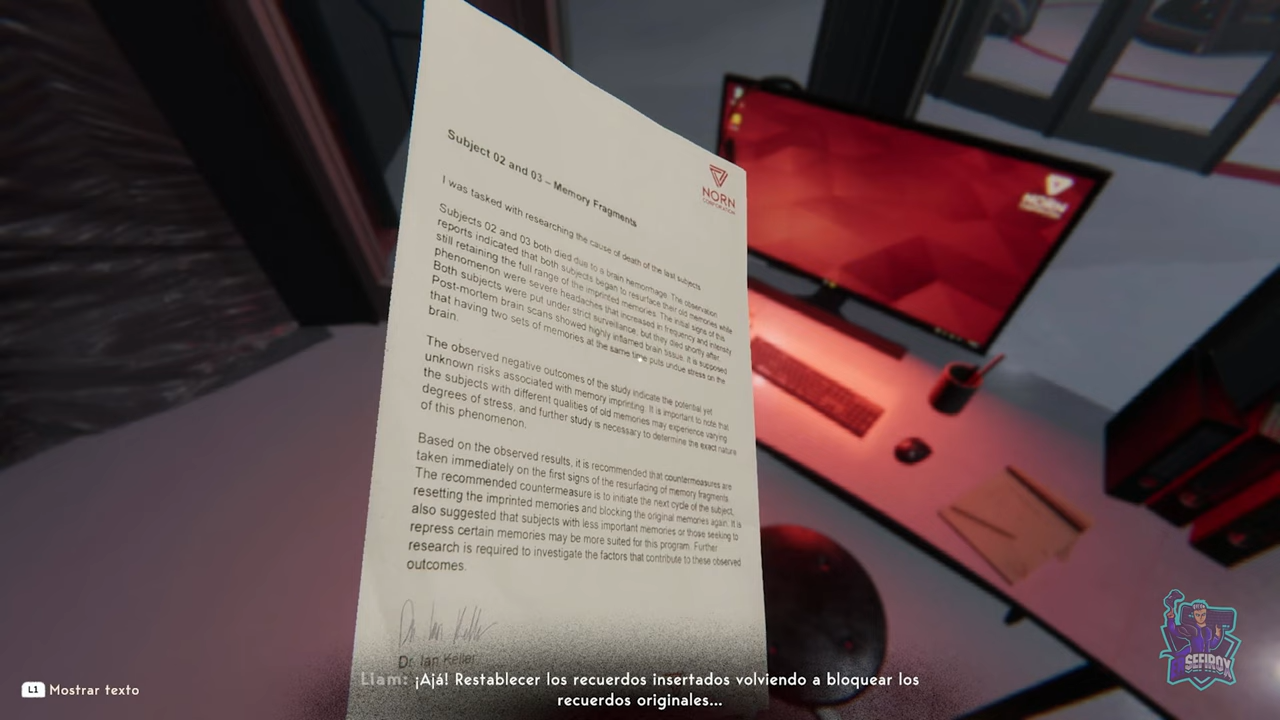 Subject 02 and 03 – Memory Fragments
NORN
CORPORATION
I was tasked with researching the cause of death of the last subjects.
Subjects 02 and 03 both died due to a brain hemorrhage. The observation
reports indicated that both subjects began to resurface their old memories while
still retaining the full range of the imprinted memories. The initial signs of this
phenomenon were severe headaches that increased in frequency and intensity
Both subjects were put under strict surveillance, but they died shortly after.
Post-mortem brain scans showed highly inflamed brain tissue. It is supposed
that having two sets of memories at the same time puts undue stress on the
brain.
The observed negative outcomes of the study indicate the potential yet
unknown risks associated with memory imprinting. It is important to note that
the subjects with different qualities of old memories may experience varying
degrees of stress, and further study is necessary to determine the exact nature
of this phenomenon.
Based on the observed results, it is recommended that countermeasures are
taken immediately on the first signs of the resurfacing of memory fragments
The recommended countermeasure is to initiate the next cycle of the subject,
resetting the imprinted memories and blocking the original memories again. It is
also suggested that subjects with less important memories or those seeking to
repress certain memories may be more suited for this program. Further
research is required to investigate the factors that contribute to these observed
outcomes.
Dr. Ian Keller
Dr. Ian Keller
NORN
Liam: ¡Ajá! Restablecer los recuerdos insertados volviendo a bloquear los
recuerdos originales...
L1 Mostrar texto
SEFIROX